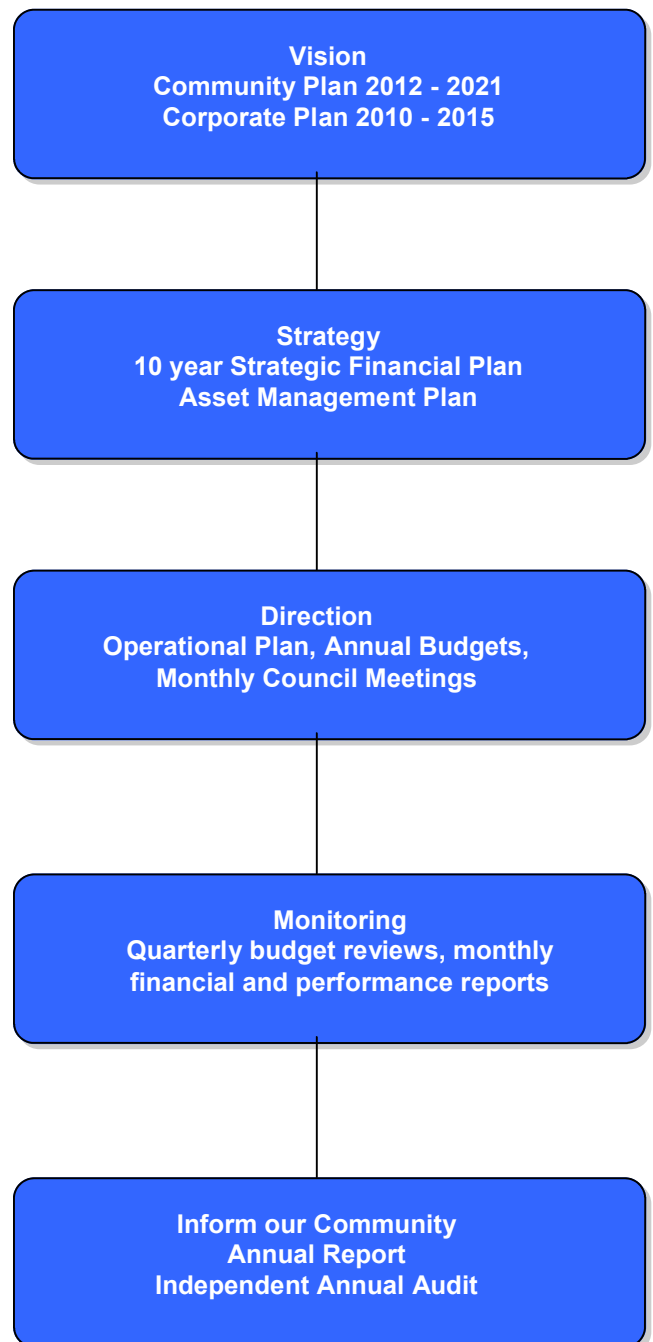 Vision
Community Plan 2012 - 2021
Corporate Plan 2010 - 2015
Strategy
10 year Strategic Financial Plan
Asset Management Plan
Direction
Operational Plan, Annual Budgets,
Monthly Council Meetings
Monitoring
Quarterly budget reviews, monthly
financial and performance reports
Inform our Community
Annual Report
Independent Annual Audit